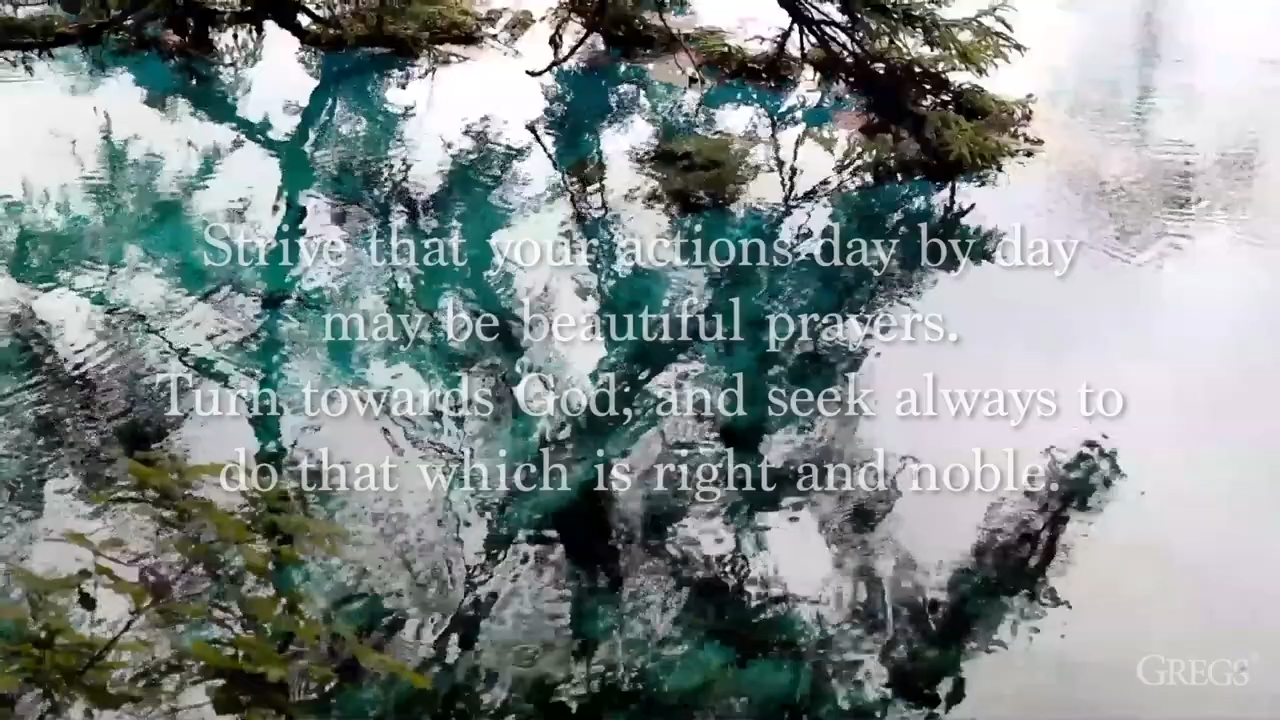 Strive that your actions day by day
may be beautiful prayers.
Turn towards God, and seek always to
do that which is right and noble.
GREGS